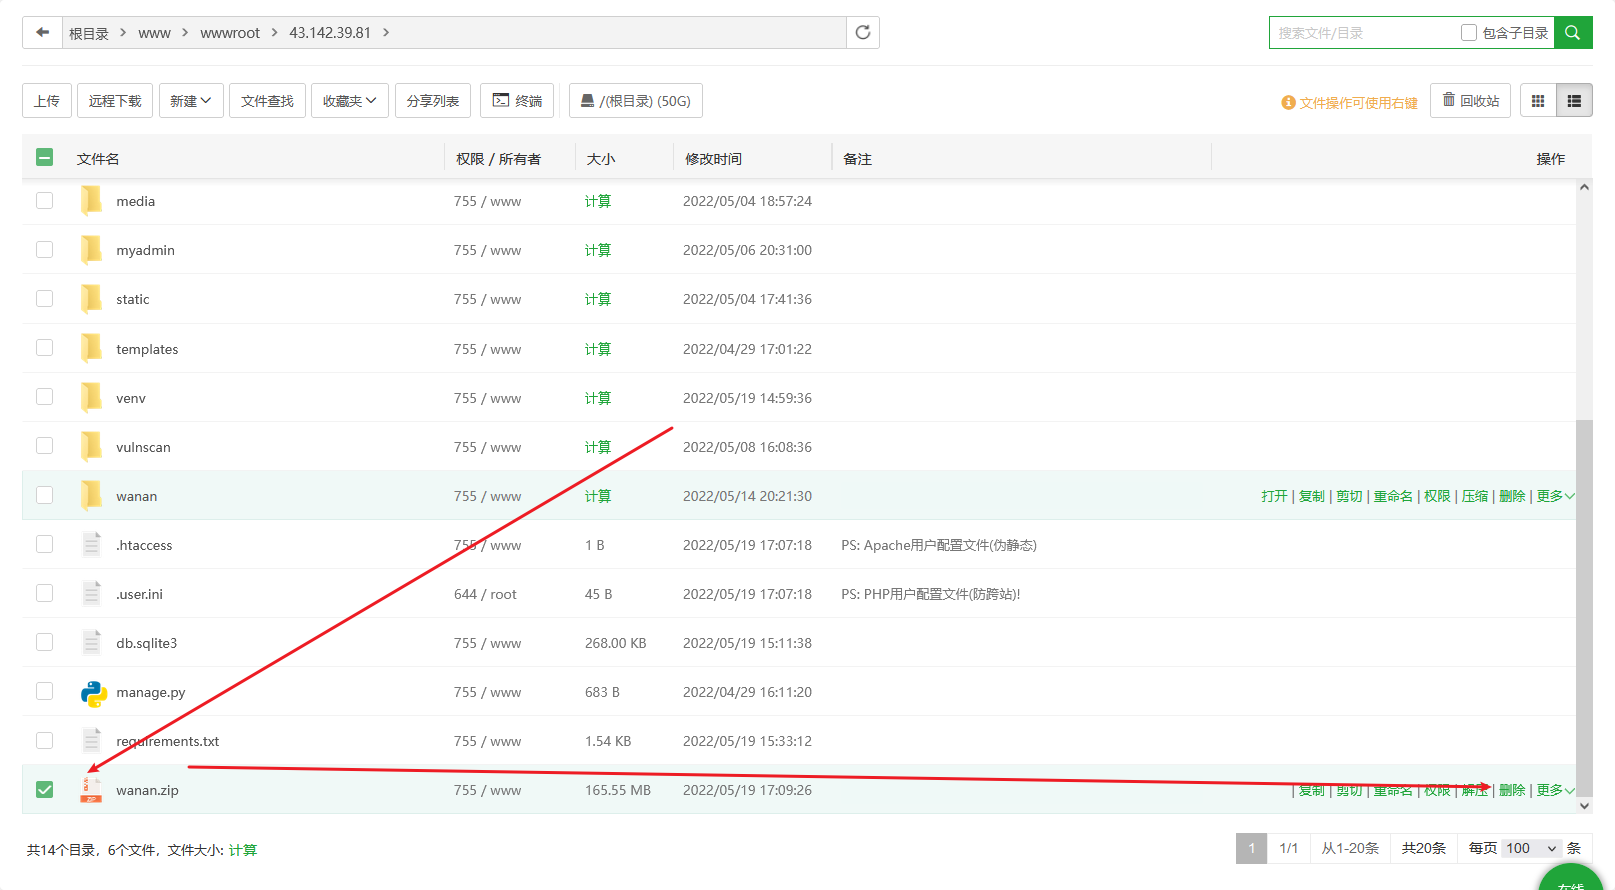 根目录 > www > wwwroot > 43.142.39.81 >
搜索文件/目录 包含子目录
上传 远程下载 新建 文件查找 收藏夹 分享列表 终端 /(根目录) (50G) 文件操作可使用右键 回收站
文件名 权限 / 所有者 大小 修改时间 备注 操作
media 755 / www 计算 2022/05/04 18:57:24
myadmin 755 / www 计算 2022/05/06 20:31:00
static 755 / www 计算 2022/05/04 17:41:36
templates 755 / www 计算 2022/04/29 17:01:22
venv 755 / www 计算 2022/05/19 14:59:36
vulnscan 755 / www 计算 2022/05/08 16:08:36
wanan 755 / www 计算 2022/05/14 20:21:30 打开 | 复制 | 剪切 | 重命名 | 权限 | 压缩 | 删除 | 更多
.htaccess 755 / www 1 B 2022/05/19 17:07:18 PS: Apache用户配置文件(伪静态)
.user.ini 644 / root 45 B 2022/05/19 17:07:18 PS: PHP用户配置文件(防跨站)!
db.sqlite3 755 / www 268.00 KB 2022/05/19 15:11:38
manage.py 755 / www 683 B 2022/04/29 16:11:20
requirements.txt 755 / www 1.54 KB 2022/05/19 15:33:12
wanan.zip 755 / www 165.55 MB 2022/05/19 17:09:26 | 复制 | 剪切 | 重命名 | 权限 | 解压 | 删除 | 更多
共14个目录，6个文件，文件大小: 计算
1 1/1 从1-20条 共20条 每页 100 条
在线